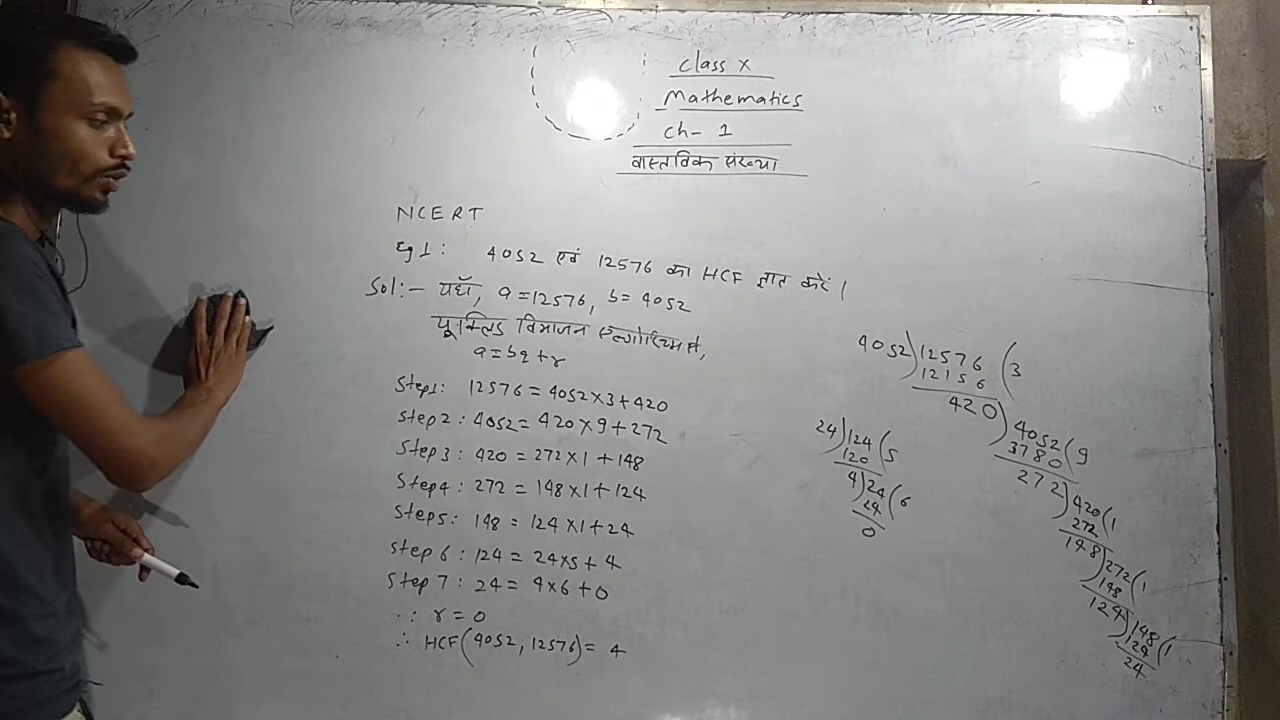 Class X
Mathematics
Ch- 1
वास्तविक संख्या
NCERT
Eg 1: 4052 एवं 12576 का HCF ज्ञात करें।
Sol:- यहाँ, a=12576, b= 4052
यूक्लिड विभाजन एल्गोरिथ्म से,
a=bq+r
Step1: 12576 = 4052×3+420
Step2: 4052= 420×9+272
Step 3: 420 = 272×1+148
Step4: 272 = 148×1+124
Step5: 148 = 124×1+24
Step 6: 124 = 24×5+4
Step 7: 24 = 4×6+0
∵ r=0
∴ HCF(4052, 12576)= 4
24)124(5
120
4)24(6
24
0
4052)12576(3
12156
420)4052(9
3780
272)420(1
272
148)272(1
148
124)148(1
124
24